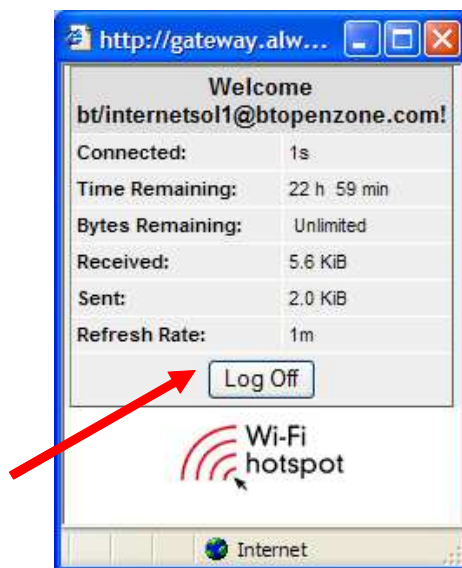 http://gateway.alw...
Welcome
bt/internetsol1@btopenzone.com!
Connected: 1s
Time Remaining: 22 h 59 min
Bytes Remaining: Unlimited
Received: 5.6 KiB
Sent: 2.0 KiB
Refresh Rate: 1m
Log Off
Wi-Fi
hotspot
Internet